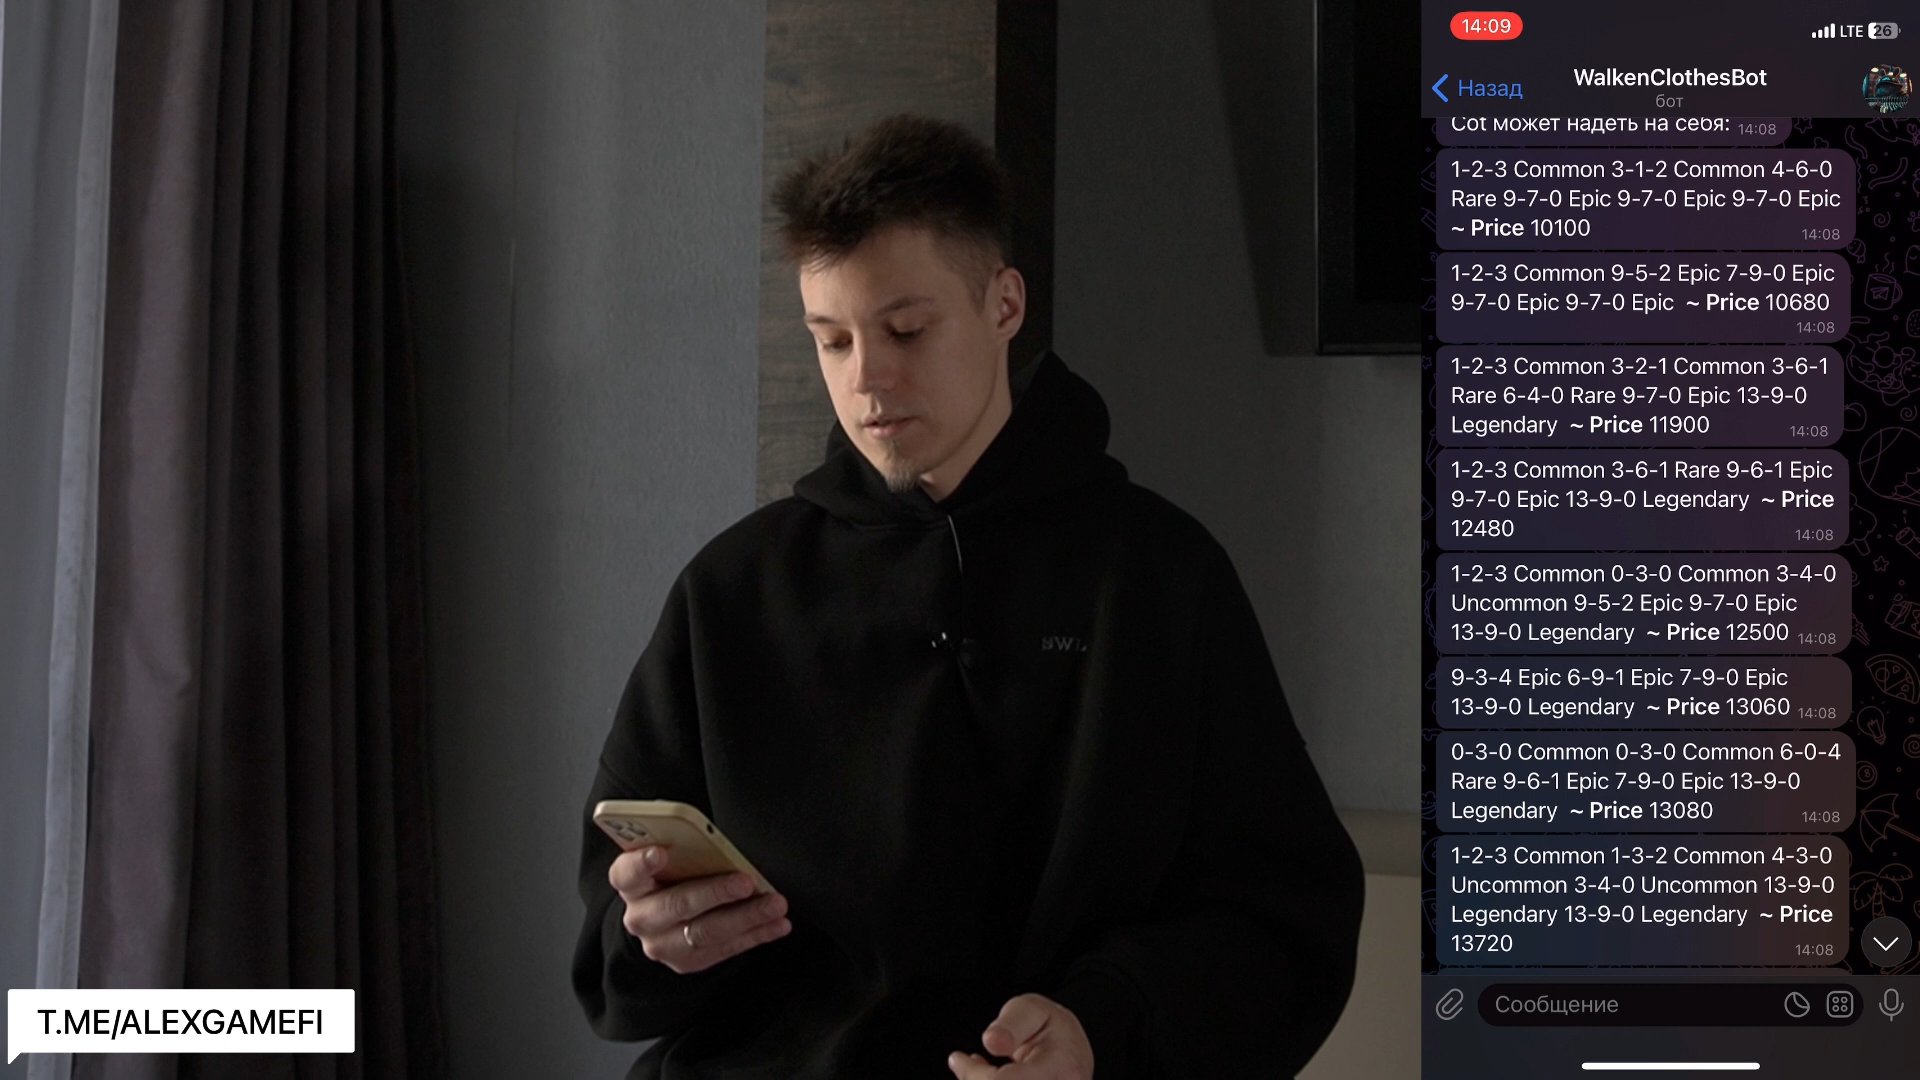 T.ME/ALEXGAMEFI
SWL
14:09
LTE 26
Назад
WalkenClothesBot
бот
Cot может надеть на себя: 14:08
1-2-3 Common 3-1-2 Common 4-6-0
Rare 9-7-0 Epic 9-7-0 Epic 9-7-0 Epic
~ Price 10100 14:08
1-2-3 Common 9-5-2 Epic 7-9-0 Epic
9-7-0 Epic 9-7-0 Epic ~ Price 10680
14:08
1-2-3 Common 3-2-1 Common 3-6-1
Rare 6-4-0 Rare 9-7-0 Epic 13-9-0
Legendary ~ Price 11900 14:08
1-2-3 Common 3-6-1 Rare 9-6-1 Epic
9-7-0 Epic 13-9-0 Legendary ~ Price
12480 14:08
1-2-3 Common 0-3-0 Common 3-4-0
Uncommon 9-5-2 Epic 9-7-0 Epic
13-9-0 Legendary ~ Price 12500 14:08
9-3-4 Epic 6-9-1 Epic 7-9-0 Epic
13-9-0 Legendary ~ Price 13060 14:08
0-3-0 Common 0-3-0 Common 6-0-4
Rare 9-6-1 Epic 7-9-0 Epic 13-9-0
Legendary ~ Price 13080 14:08
1-2-3 Common 1-3-2 Common 4-3-0
Uncommon 3-4-0 Uncommon 13-9-0
Legendary 13-9-0 Legendary ~ Price
13720 14:08
Сообщение